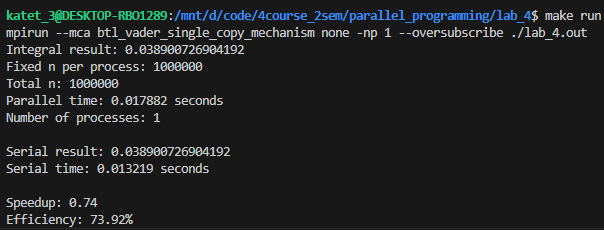 katet_3@DESKTOP-RBO1289:/mnt/d/code/4course_2sem/parallel_programming/lab_4$ make run
mpirun --mca btl_vader_single_copy_mechanism none -np 1 --oversubscribe ./lab_4.out
Integral result: 0.038900726904192
Fixed n per process: 1000000
Total n: 1000000
Parallel time: 0.017882 seconds
Number of processes: 1
Serial result: 0.038900726904192
Serial time: 0.013219 seconds
Speedup: 0.74
Efficiency: 73.92%